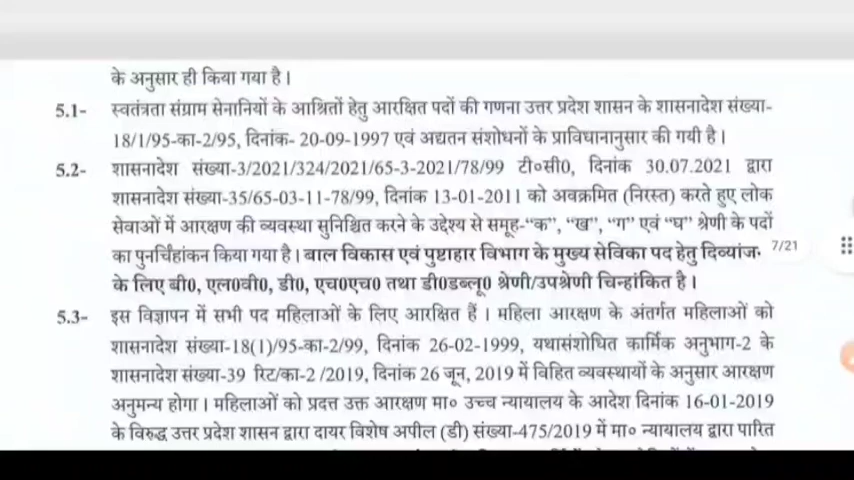 के अनुसार ही किया गया है।
5.1- स्वतंत्रता संग्राम सेनानियों के आश्रितों हेतु आरक्षित पदों की गणना उत्तर प्रदेश शासन के शासनादेश संख्या-
18/1/95-का-2/95, दिनांक- 20-09-1997 एवं अद्यतन संशोधनों के प्राविधानानुसार की गयी है।
5.2- शासनादेश संख्या-3/2021/324/2021/65-3-2021/78/99 टी०सी0, दिनांक 30.07.2021 द्वारा
शासनादेश संख्या-35/65-03-11-78/99, दिनांक 13-01-2011 को अवक्रमित (निरस्त) करते हुए लोक
सेवाओं में आरक्षण की व्यवस्था सुनिश्चित करने के उद्देश्य से समूह-“क”, “ख”, “ग” एवं “घ” श्रेणी के पदों
का पुनर्चिंहांकन किया गया है। बाल विकास एवं पुष्टाहार विभाग के मुख्य सेविका पद हेतु दिव्यांज-
7/21
के लिए बी0, एल0वी0, डी0, एच0एच0 तथा डी0डब्लू0 श्रेणी/उपश्रेणी चिन्हांकित है।
5.3- इस विज्ञापन में सभी पद महिलाओं के लिए आरक्षित हैं। महिला आरक्षण के अंतर्गत महिलाओं को
शासनादेश संख्या-18(1)/95-का-2/99, दिनांक 26-02-1999, यथासंशोधित कार्मिक अनुभाग-2 के
शासनादेश संख्या-39 रिट/का-2 /2019, दिनांक 26 जून, 2019 में विहित व्यवस्थायों के अनुसार आरक्षण
अनुमन्य होगा। महिलाओं को प्रदत्त उक्त आरक्षण मा० उच्च न्यायालय के आदेश दिनांक 16-01-2019
के विरुद्ध उत्तर प्रदेश शासन द्वारा दायर विशेष अपील (डी) संख्या-475/2019 में मा० न्यायालय द्वारा पारित